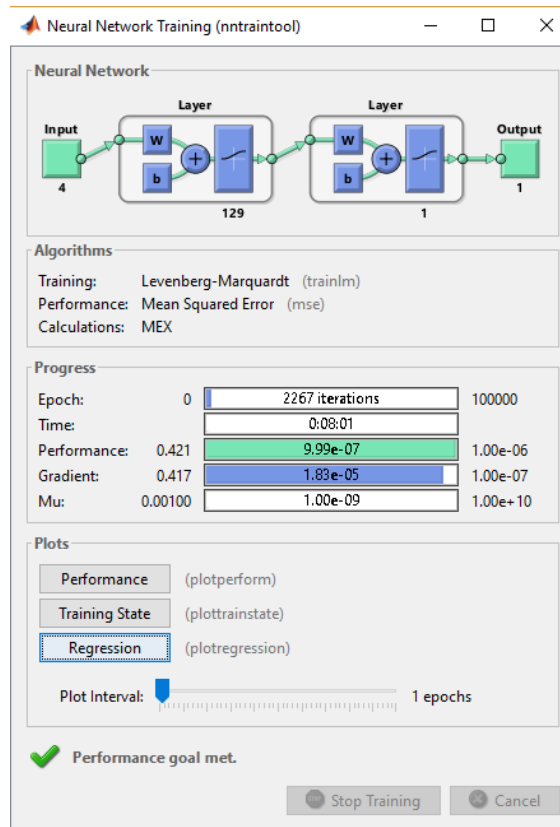 Neural Network Training (nntraintool)
Neural Network
Layer
Layer
Input
W
b
+
W
b
+
Output
4
129
1
1
Algorithms
Training: Levenberg-Marquardt (trainlm)
Performance: Mean Squared Error (mse)
Calculations: MEX
Progress
Epoch: 0 2267 iterations 100000
Time: 0:08:01
Performance: 0.421 9.99e-07 1.00e-06
Gradient: 0.417 1.83e-05 1.00e-07
Mu: 0.00100 1.00e-09 1.00e+10
Plots
Performance (plotperform)
Training State (plottrainstate)
Regression (plotregression)
Plot Interval: 1 epochs
Performance goal met.
Stop Training Cancel